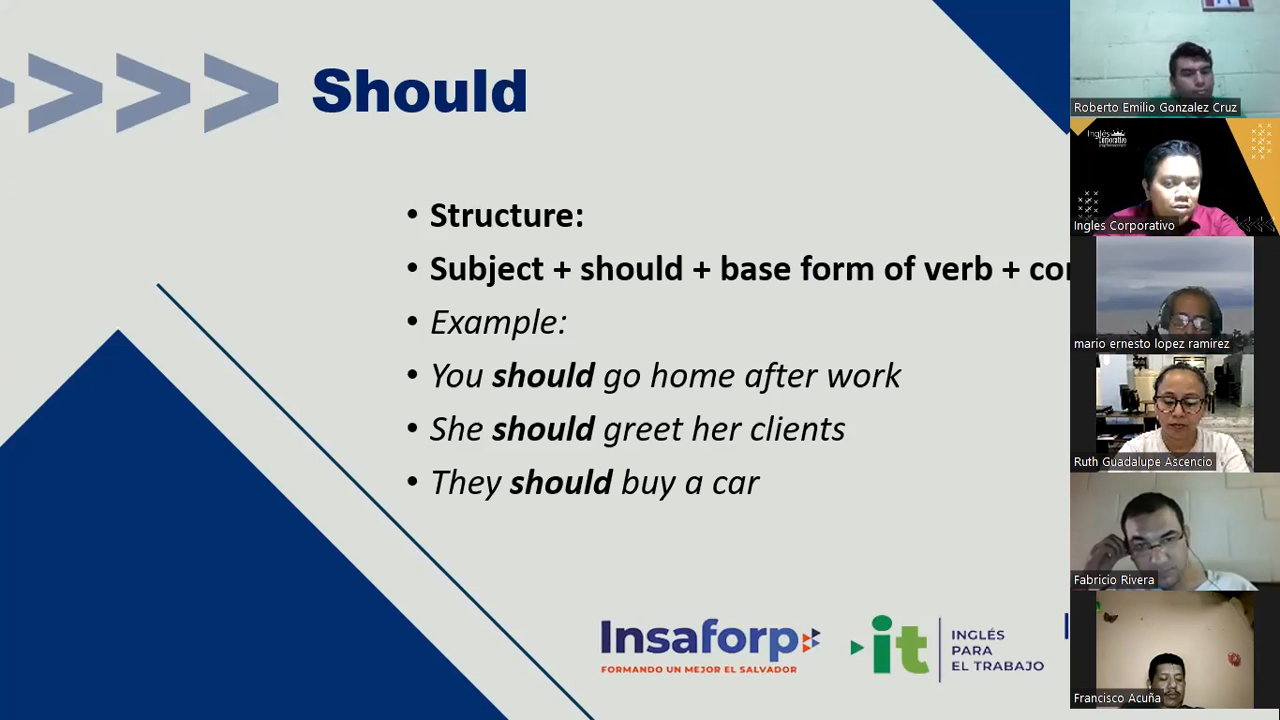 Should
• Structure:
• Subject + should + base form of verb +
• Example:
• You should go home after work
• She should greet her clients
• They should buy a car
Insaforp
FORMANDO UN MEJOR EL SALVADOR
it
INGLÉS
PARA
EL TRABAJO
Roberto Emilio Gonzalez Cruz
Inglés
Corporativo
Ingles Corporativo
mario ernesto lopez ramirez
Ruth Guadalupe Ascencio
Fabricio Rivera
Francisco Acuña